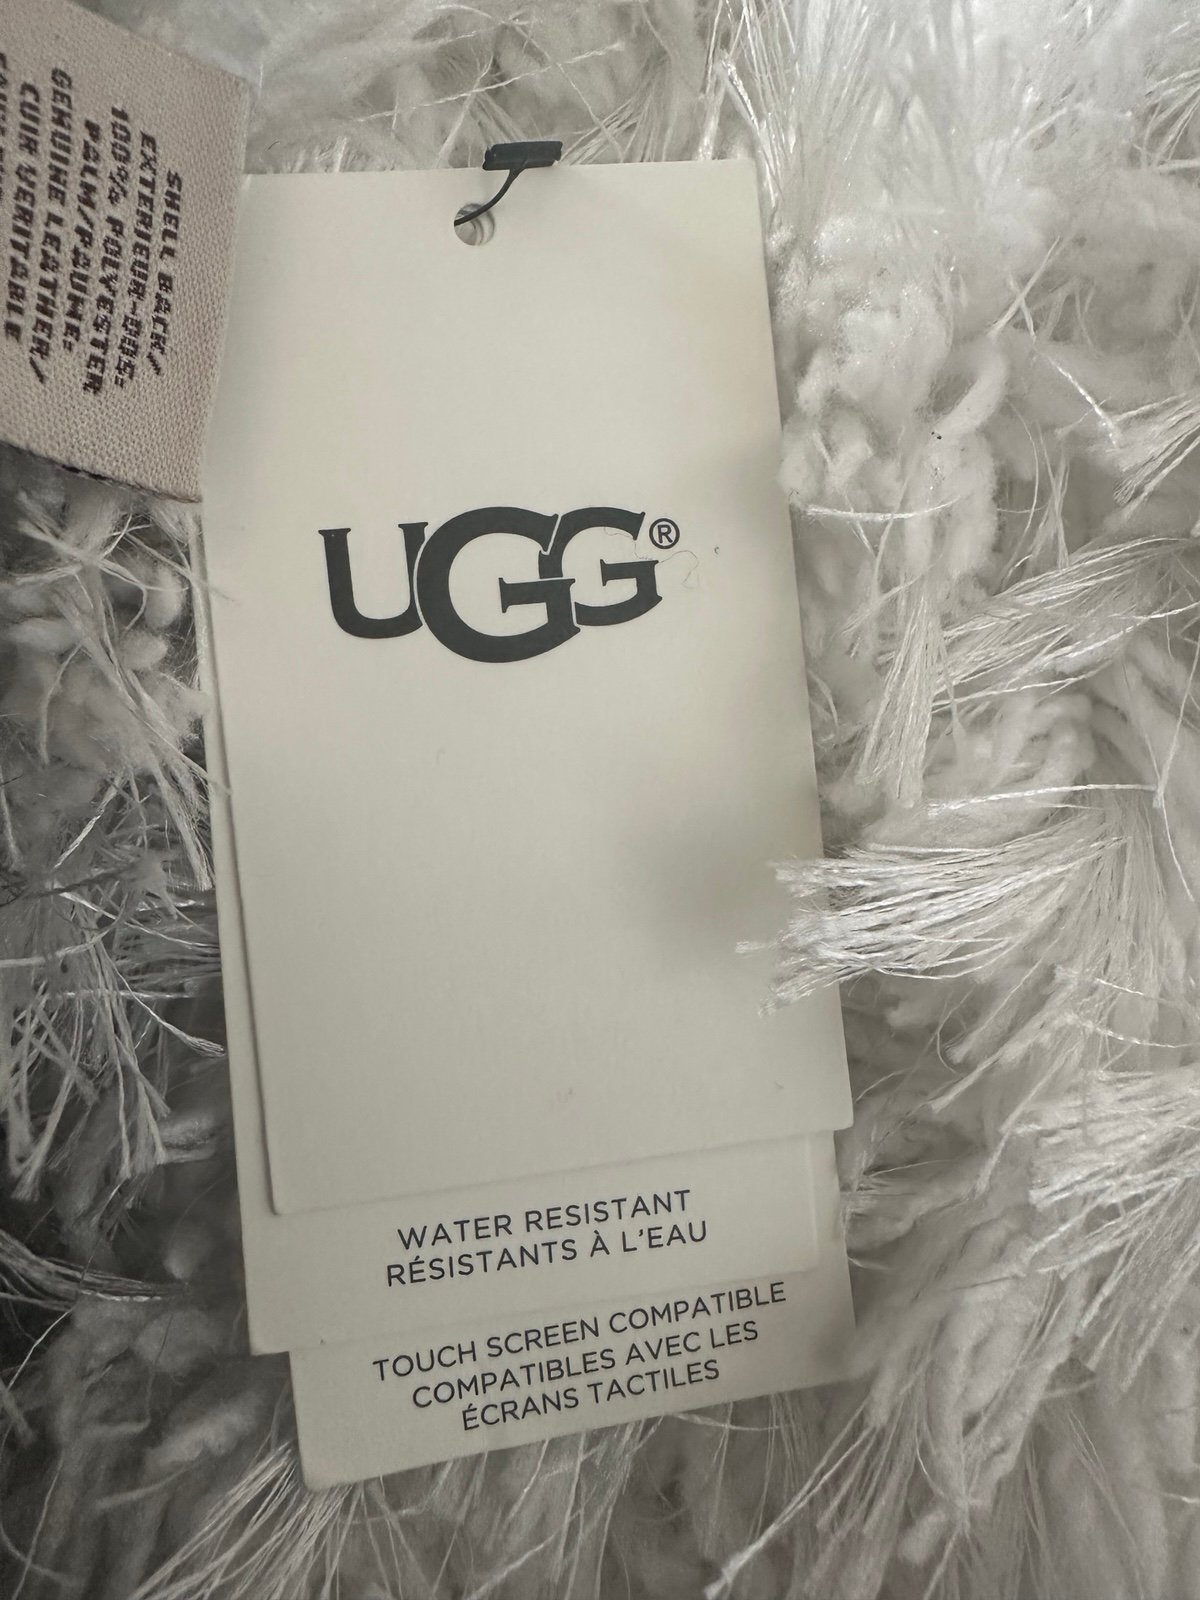 SHELL BACK/
EXTERIEUR-DOS:
100% POLYESTER
PALM/PAUME:
GENUINE LEATHER/
CUIR VERITABLE
UGG®
WATER RESISTANT
RÉSISTANTS À L'EAU
TOUCH SCREEN COMPATIBLE
COMPATIBLES AVEC LES
ÉCRANS TACTILES